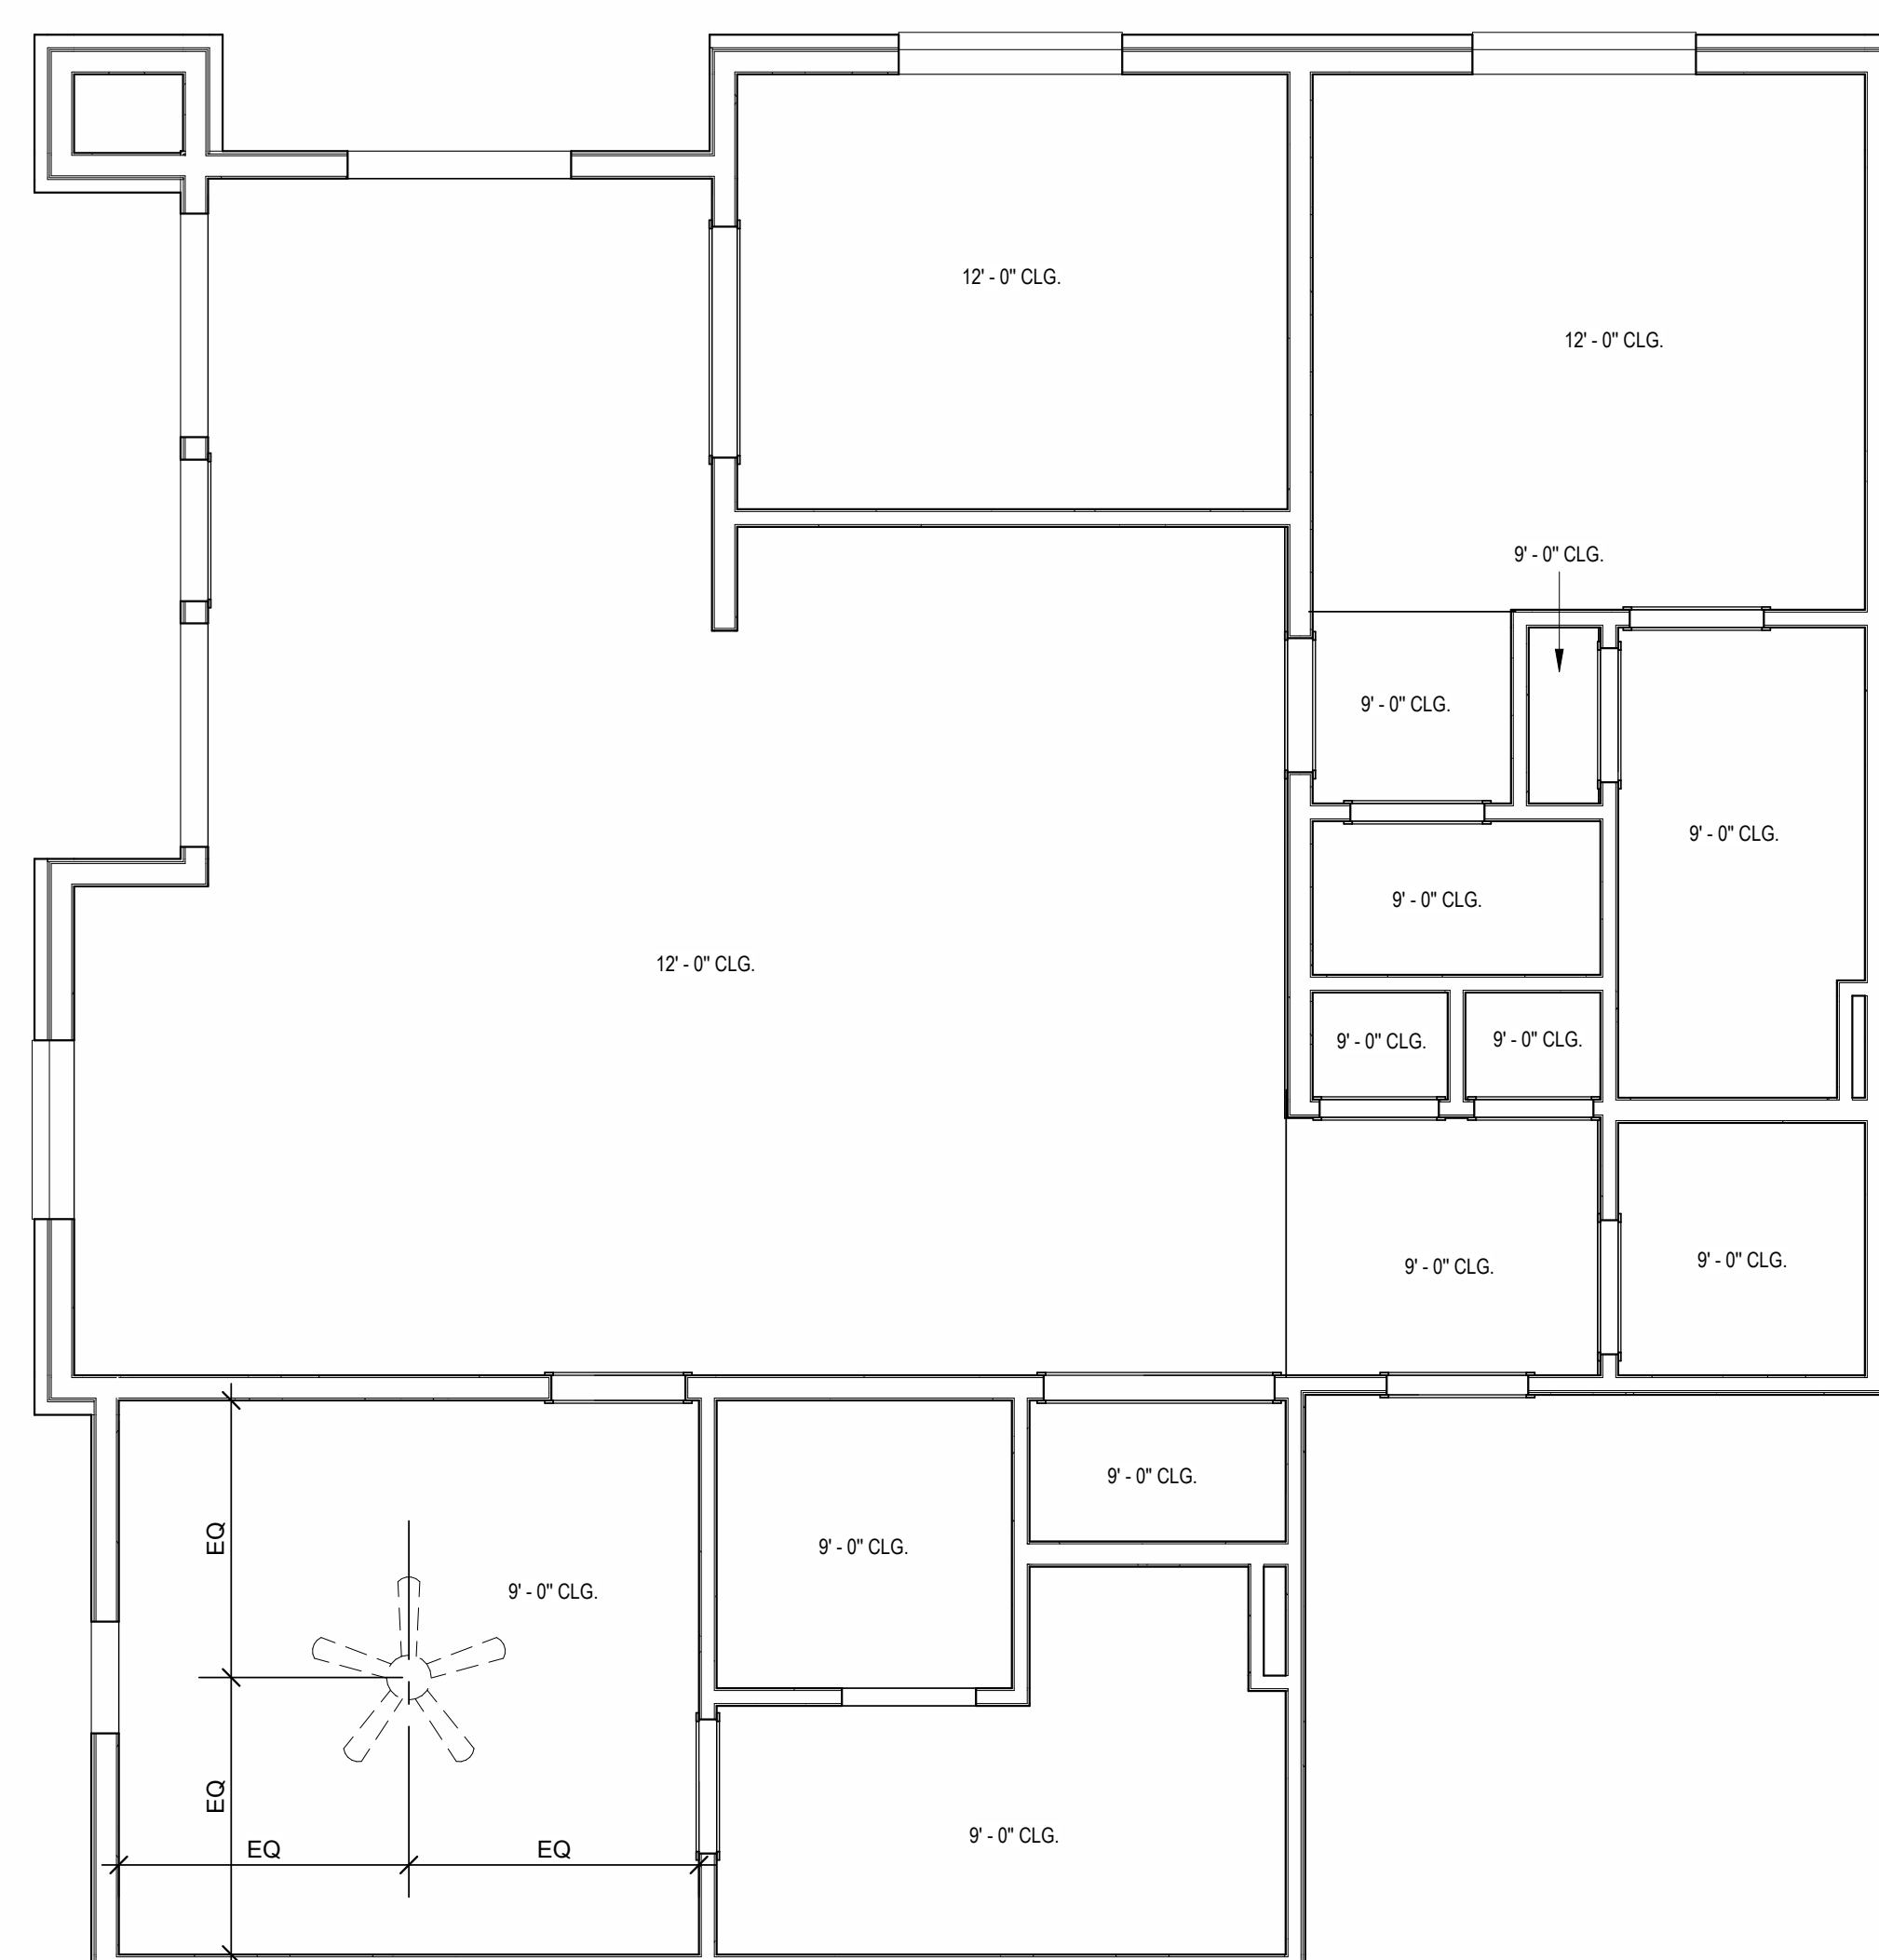 12' - 0" CLG.
12' - 0" CLG.
9' - 0" CLG.
9' - 0" CLG.
9' - 0" CLG.
9' - 0" CLG.
12' - 0" CLG.
9' - 0" CLG.
9' - 0" CLG.
9' - 0" CLG.
9' - 0" CLG.
9' - 0" CLG.
EQ
9' - 0" CLG.
9' - 0" CLG.
EQ
9' - 0" CLG.
EQ
EQ